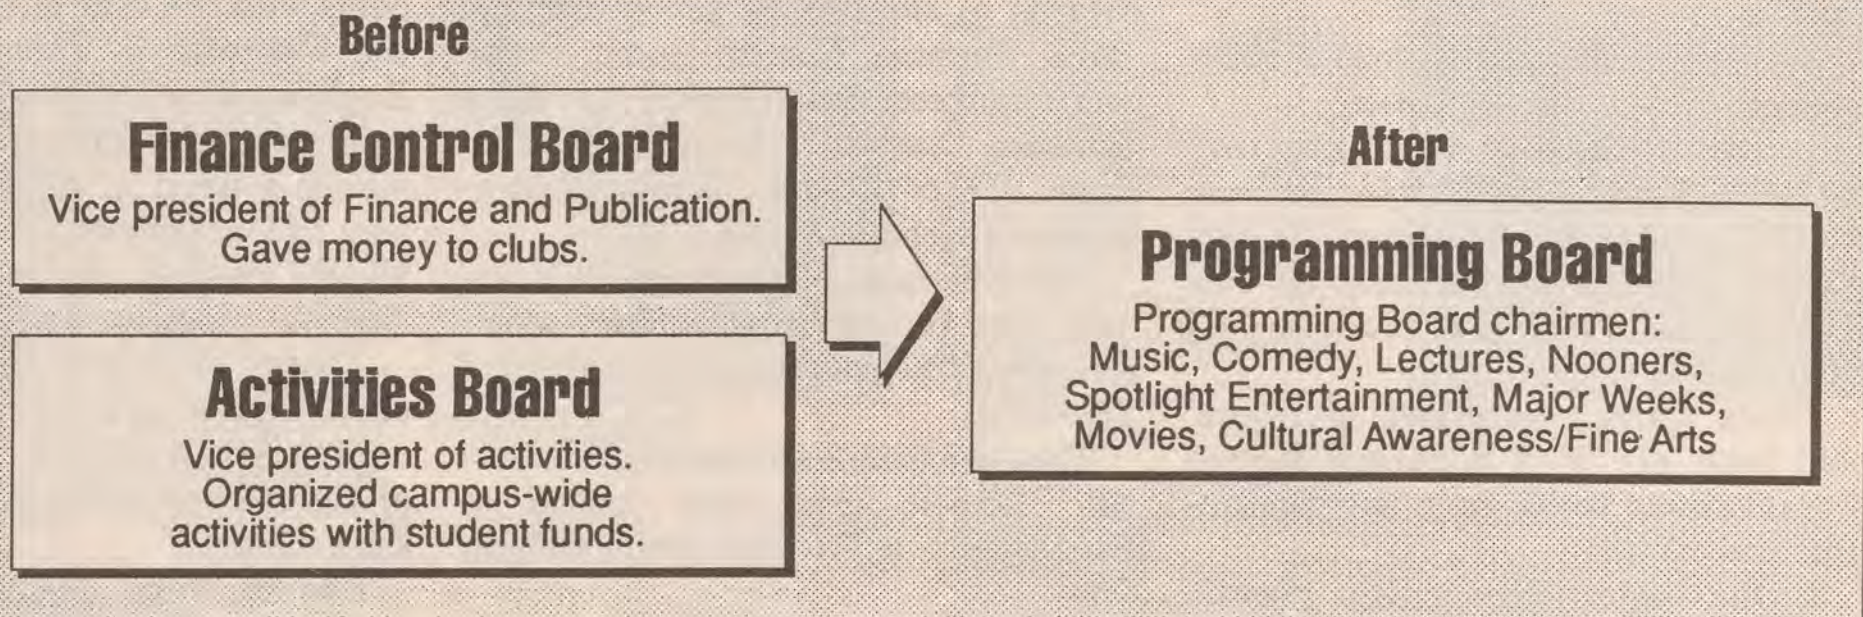 Before
Finance Control Board
Vice president of Finance and Publication.
Gave money to clubs.
Activities Board
Vice president of activities.
Organized campus-wide
activities with student funds.
After
Programming Board
Programming Board chairmen:
Music, Comedy, Lectures, Nooners,
Spotlight Entertainment, Major Weeks,
Movies, Cultural Awareness/Fine Arts